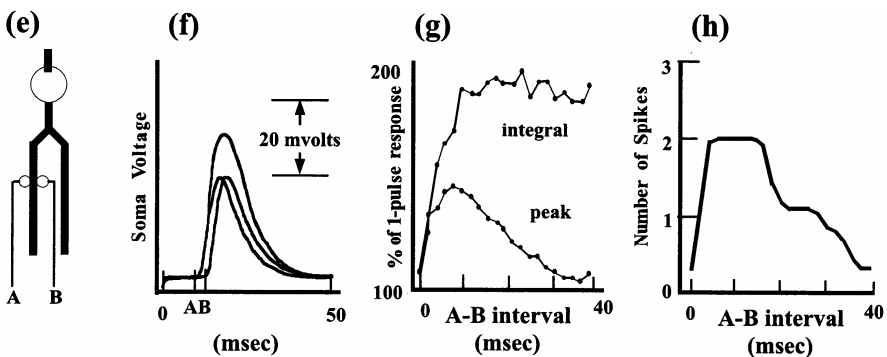 (e)
A
B
(f)
Soma Voltage
20 mvolts
0
AB
50
(msec)
(g)
% of 1-pulse response
200
100
integral
peak
0
40
A-B interval
(msec)
(h)
Number of Spikes
3
2
1
0
0
40
A-B interval
(msec)